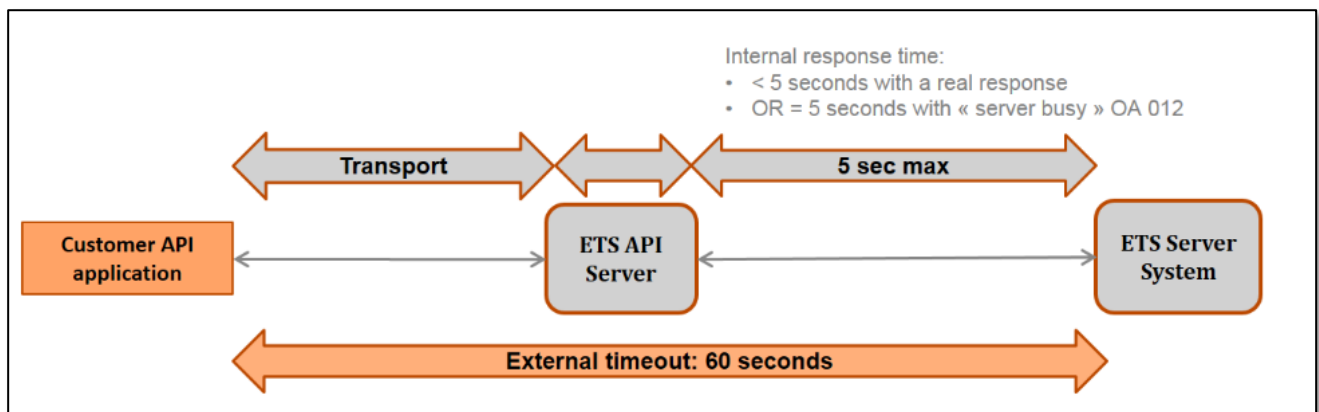 Internal response time:
• < 5 seconds with a real response
• OR = 5 seconds with « server busy » OA 012
Transport
5 sec max
Customer API
application
ETS API
Server
ETS Server
System
External timeout: 60 seconds